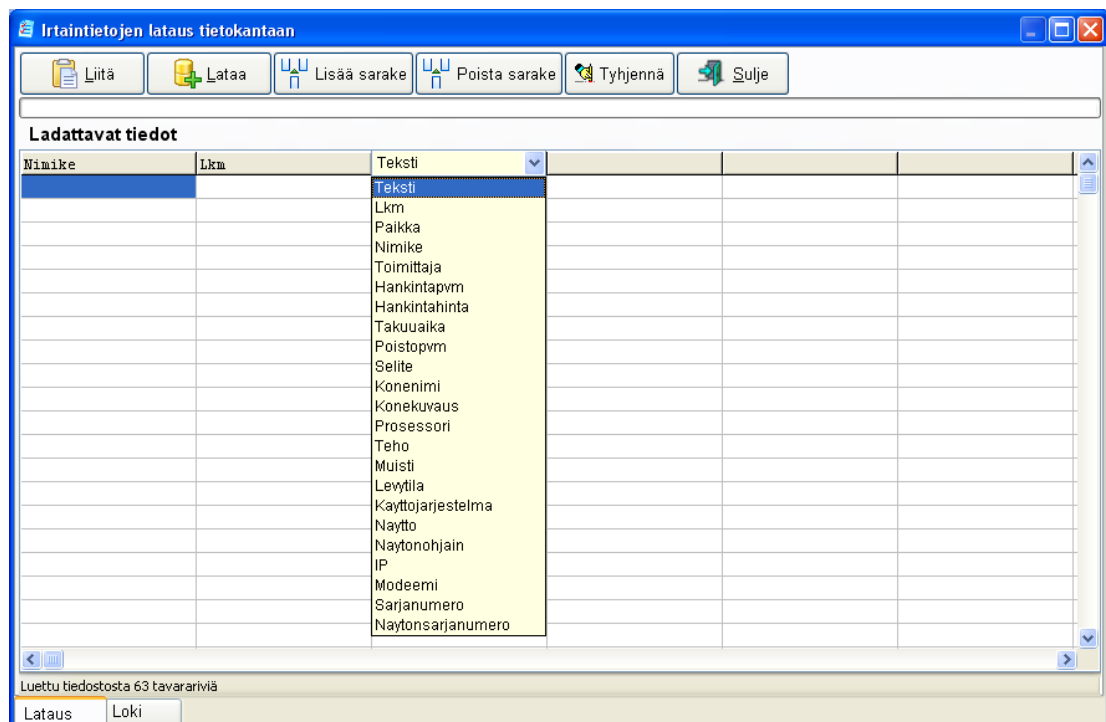 Irtaintietojen lataus tietokantaan
Liitä Lataa Lisää sarake Poista sarake Tyhjennä Sulje
Ladattavat tiedot
Nimike Lkm Teksti
Teksti
Lkm
Paikka
Nimike
Toimittaja
Hankintapvm
Hankintahinta
Takuuaika
Poistopvm
Selite
Konenimi
Konekuvaus
Prosessori
Teho
Muisti
Levytila
Kayttojarjestelma
Naytto
Naytonohjain
IP
Modeemi
Sarjanumero
Naytonsarjanumero
Luettu tiedostosta 63 tavarariviä
Lataus Loki